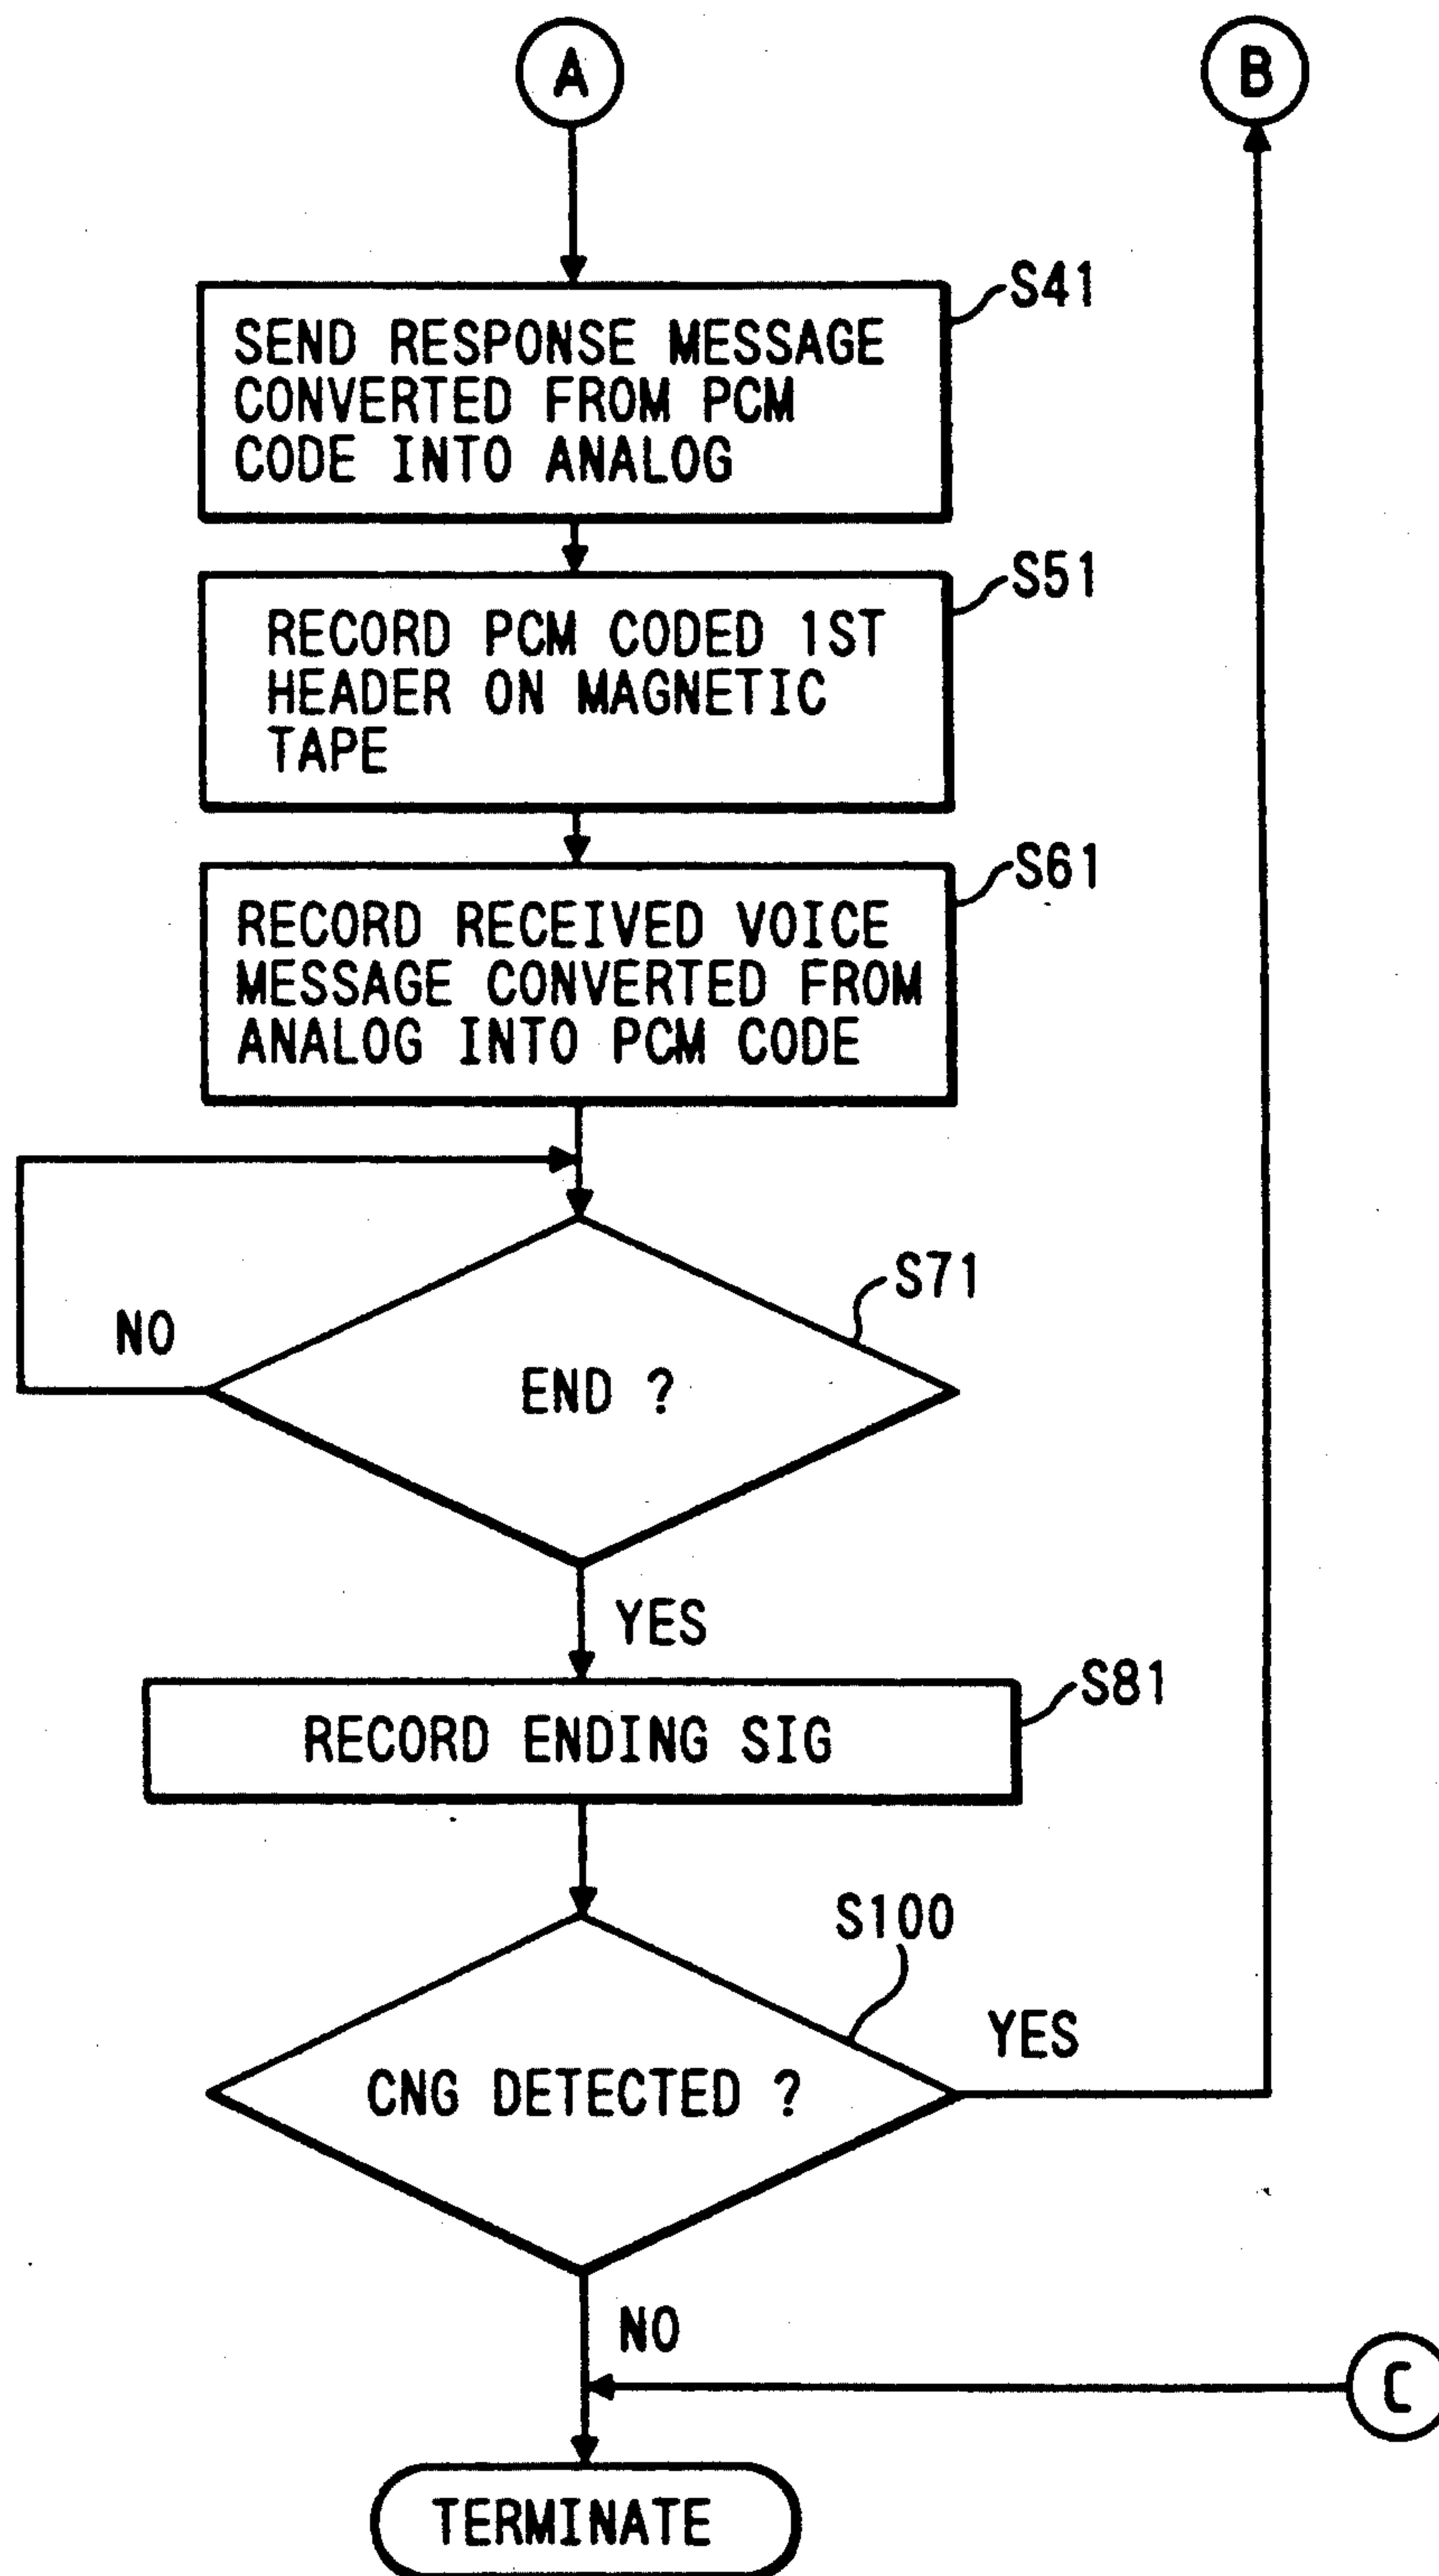 A
B
S41
SEND RESPONSE MESSAGE
CONVERTED FROM PCM
CODE INTO ANALOG
S51
RECORD PCM CODED 1ST
HEADER ON MAGNETIC
TAPE
S61
RECORD RECEIVED VOICE
MESSAGE CONVERTED FROM
ANALOG INTO PCM CODE
S71
NO
END ?
YES
S81
RECORD ENDING SIG
S100
YES
CNG DETECTED ?
NO
C
TERMINATE